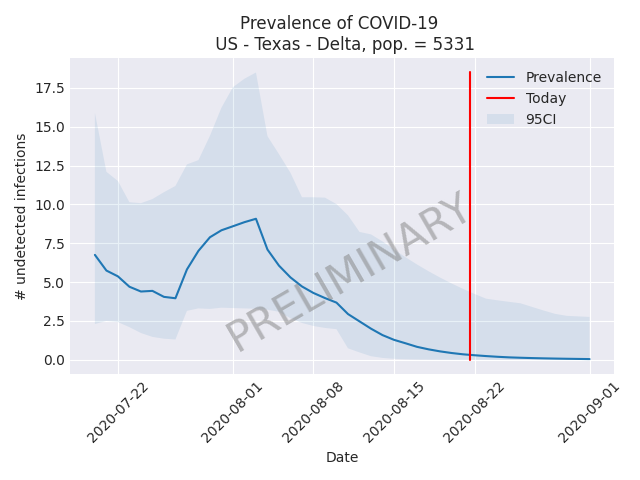 Prevalence of COVID-19
US - Texas - Delta, pop. = 5331
Prevalence
Today
95CI
# undetected infections
17.5
15.0
12.5
10.0
7.5
5.0
2.5
0.0
PRELIMINARY
2020-07-22
2020-08-01
2020-08-08
2020-08-15
2020-08-22
2020-09-01
Date